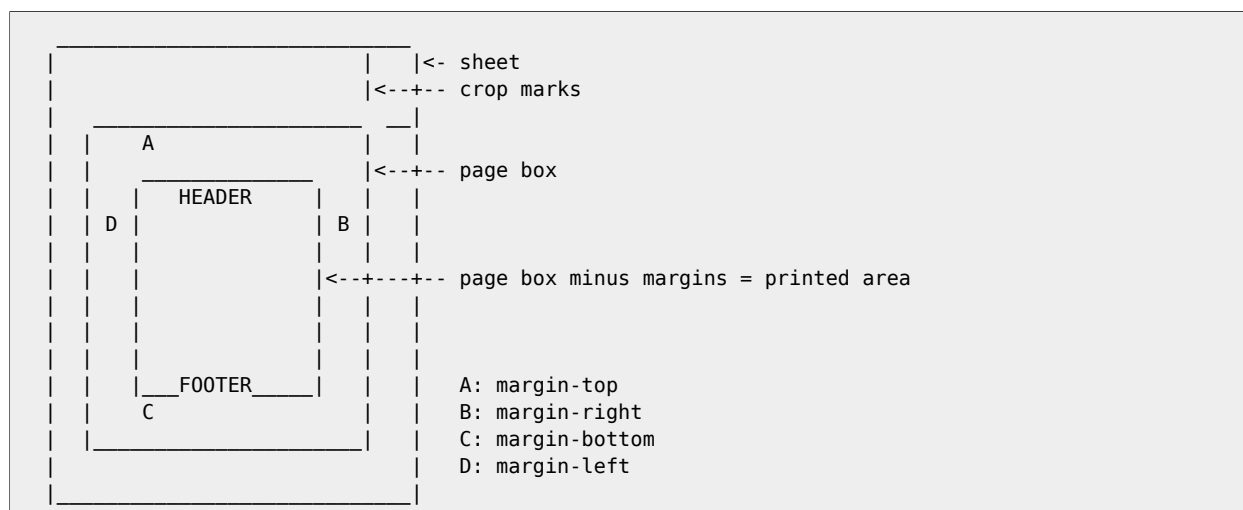 <- sheet
<--+-- crop marks
A
<--+-- page box
HEADER
D B
<--+---+-- page box minus margins = printed area
FOOTER A: margin-top
C B: margin-right
C: margin-bottom
D: margin-left